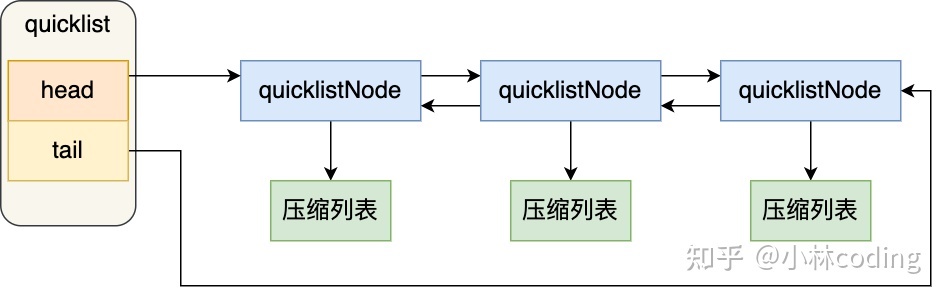 quicklist
head
tail
quicklistNode
quicklistNode
quicklistNode
压缩列表
压缩列表
压缩列表
知乎 @小林coding